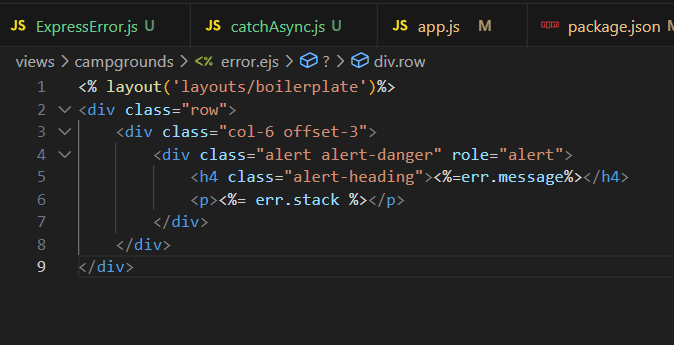 JS ExpressError.js U JS catchAsync.js U JS app.js M npm package.json M
views > campgrounds > <%= error.ejs > ? > div.row
1 <% layout('layouts/boilerplate')%>
2 <div class="row">
3 <div class="col-6 offset-3">
4 <div class="alert alert-danger" role="alert">
5 <h4 class="alert-heading"><%=err.message%></h4>
6 <p><%= err.stack %></p>
7 </div>
8 </div>
9 </div>